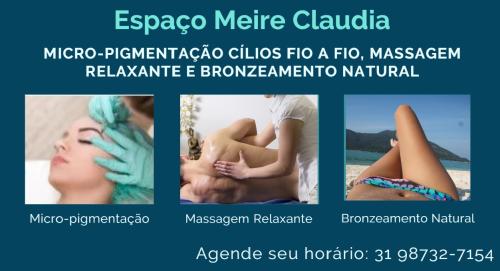 Espaço Meire Claudia
MICRO-PIGMENTAÇÃO CÍLIOS FIO A FIO, MASSAGEM
RELAXANTE E BRONZEAMENTO NATURAL
Micro-pigmentação
Massagem Relaxante
Bronzeamento Natural
Agende seu horário: 31 98732-7154